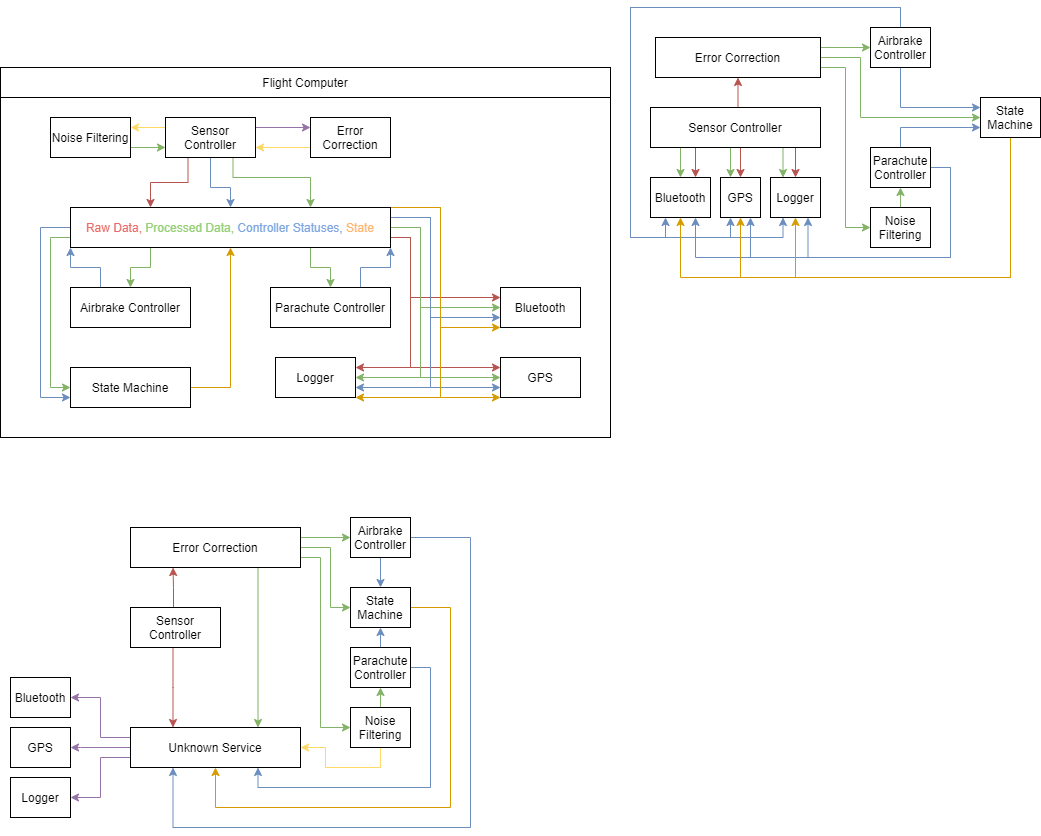 Flight Computer
Noise Filtering
Sensor
Controller
Error
Correction
Raw Data, Processed Data, Controller Statuses, State
Airbrake Controller
Parachute Controller
Bluetooth
State Machine
Logger
GPS
Airbrake
Controller
Error Correction
State
Machine
Sensor Controller
Parachute
Controller
Bluetooth
GPS
Logger
Noise
Filtering
Airbrake
Controller
Error Correction
State
Machine
Sensor
Controller
Parachute
Controller
Bluetooth
Noise
Filtering
GPS
Unknown Service
Logger